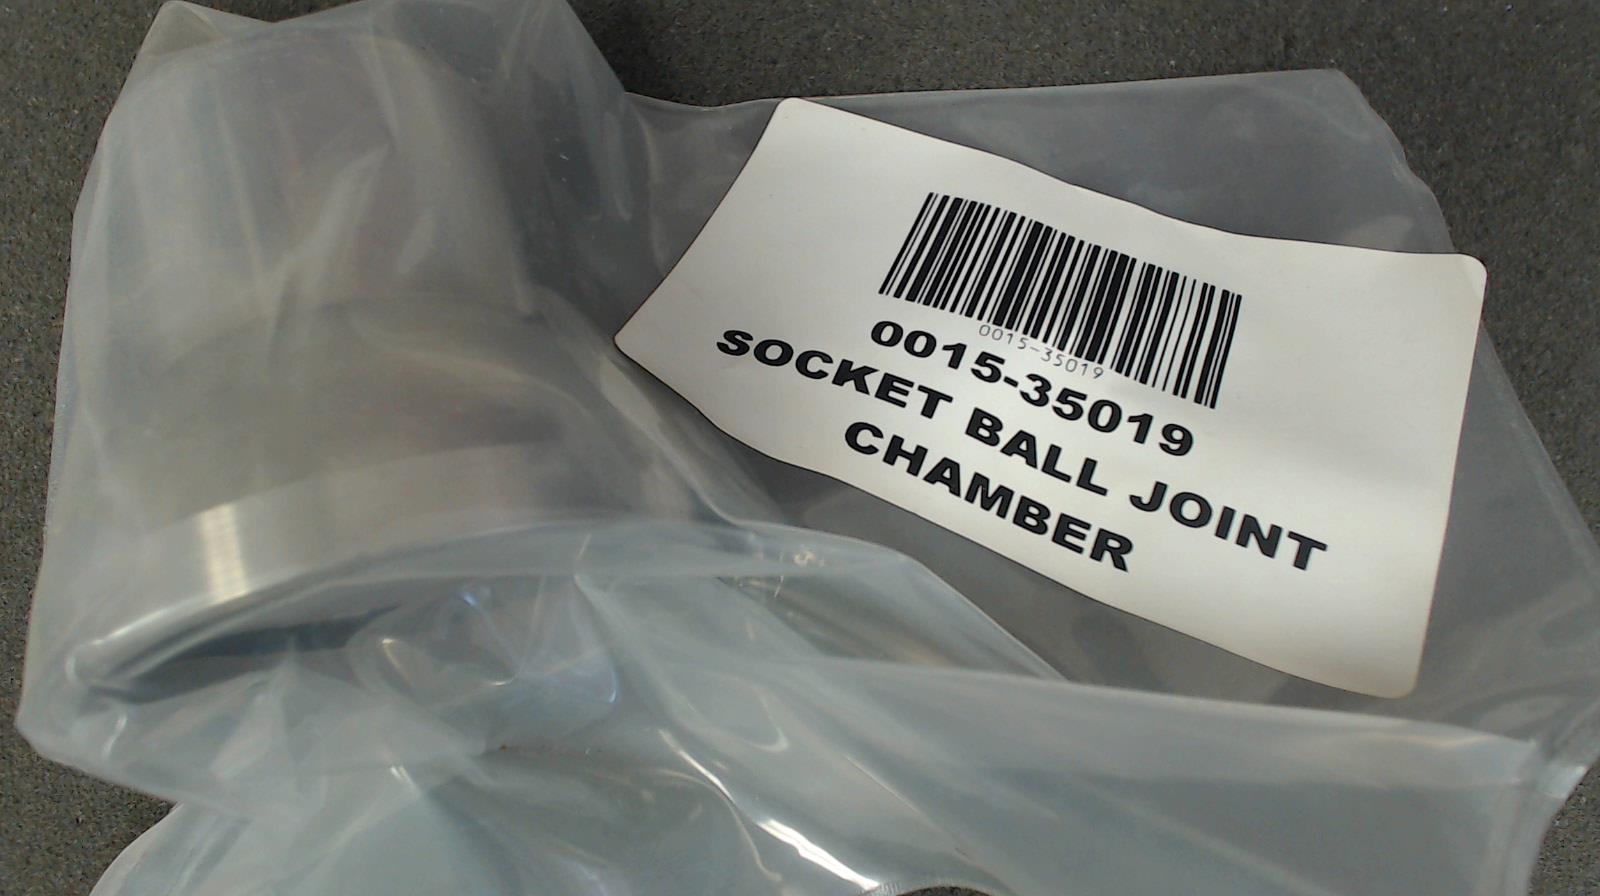 0015-35019
0015-35019
SOCKET BALL JOINT
CHAMBER